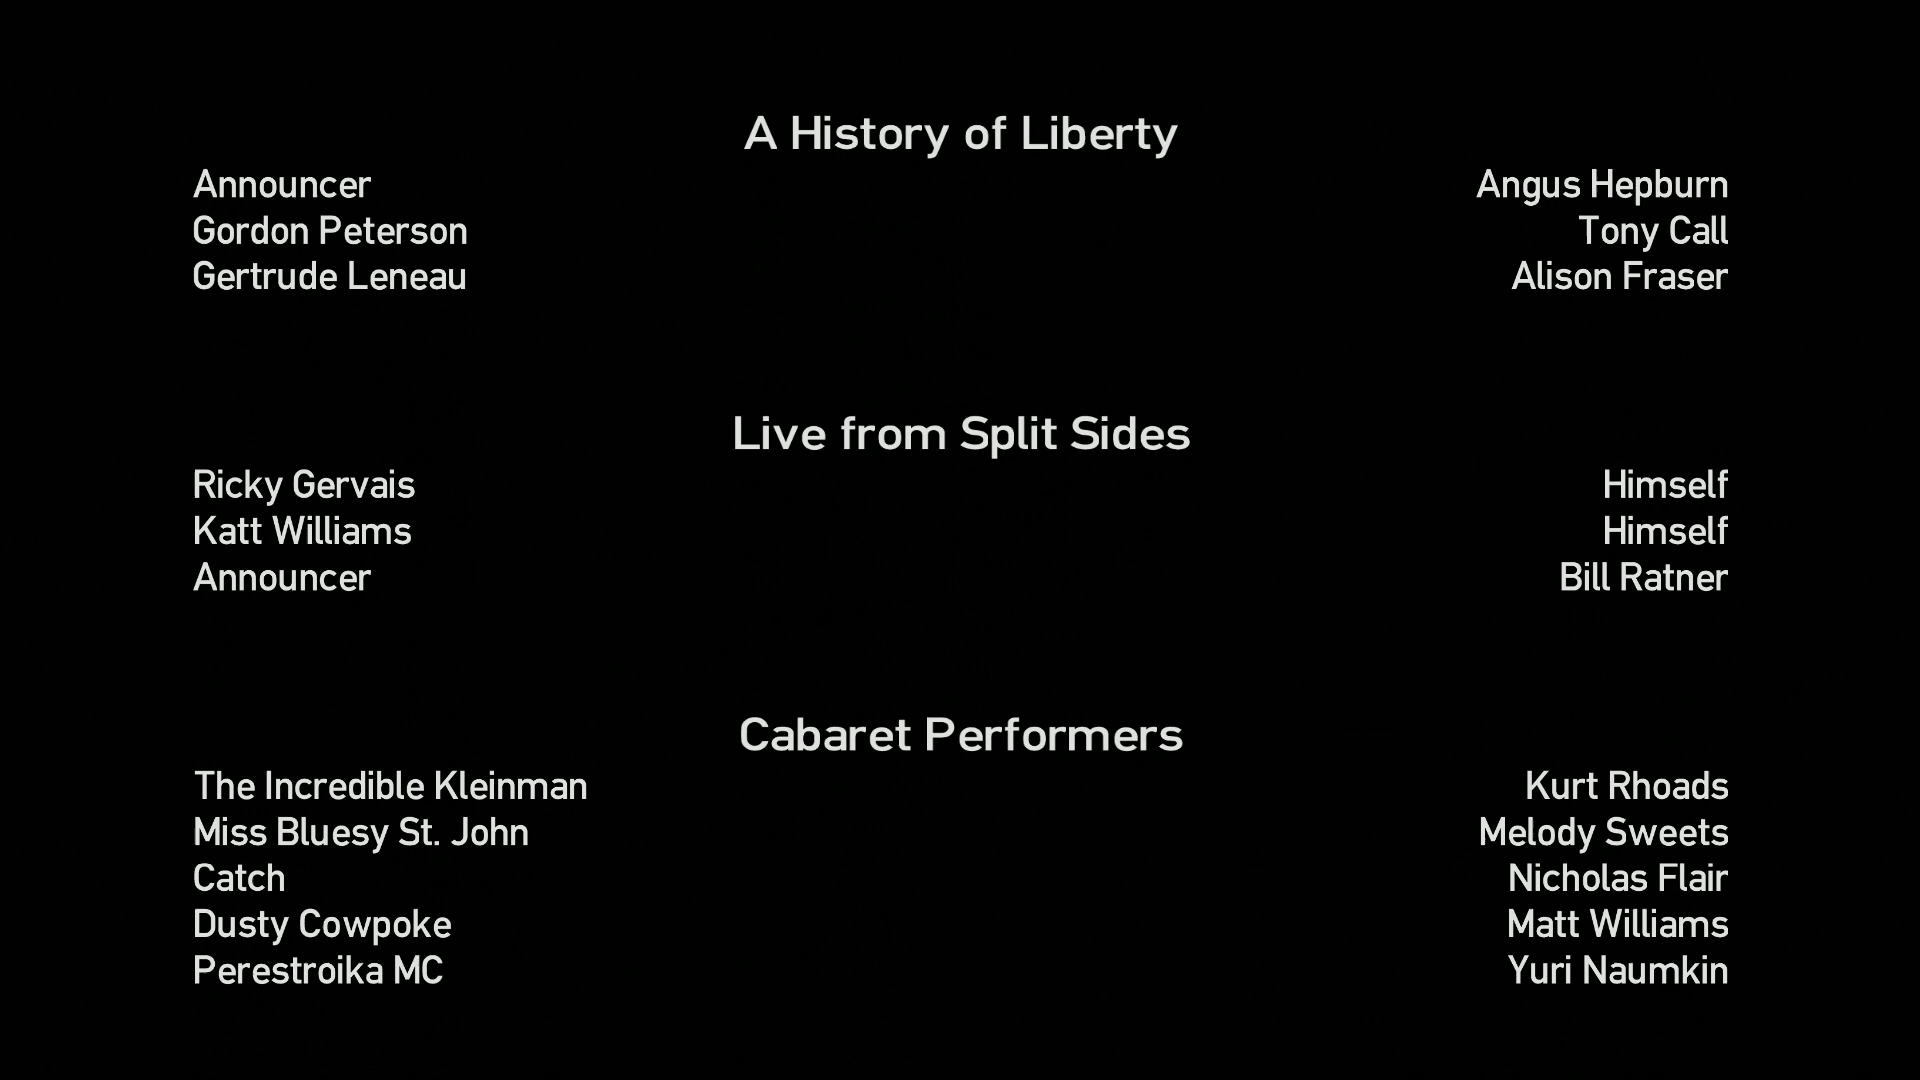 A History of Liberty
Announcer Angus Hepburn
Gordon Peterson Tony Call
Gertrude Leneau Alison Fraser
Live from Split Sides
Ricky Gervais Himself
Katt Williams Himself
Announcer Bill Ratner
Cabaret Performers
The Incredible Kleinman Kurt Rhoads
Miss Bluesy St. John Melody Sweets
Catch Nicholas Flair
Dusty Cowpoke Matt Williams
Perestroika MC Yuri Naumkin